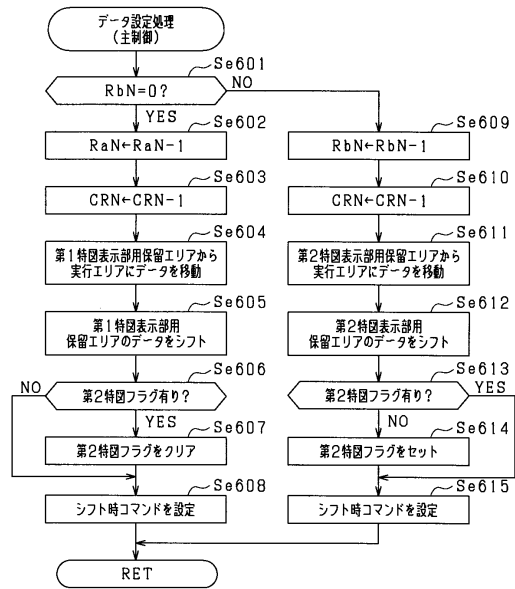 データ設定処理
(主制御)
Se601
RbN=0?
NO
YES
Se602
RaN←RaN-1
Se603
CRN←CRN-1
Se604
第1特図表示部用保留エリアから
実行エリアにデータを移動
Se605
第1特図表示部用
保留エリアのデータをシフト
Se606
NO
第2特図フラグ有り?
YES
Se607
第2特図フラグをクリア
Se608
シフト時コマンドを設定
Se609
RbN←RbN-1
Se610
CRN←CRN-1
Se611
第2特図表示部用保留エリアから
実行エリアにデータを移動
Se612
第2特図表示部用
保留エリアのデータをシフト
Se613
第2特図フラグ有り?
YES
NO
Se614
第2特図フラグをセット
Se615
シフト時コマンドを設定
RET